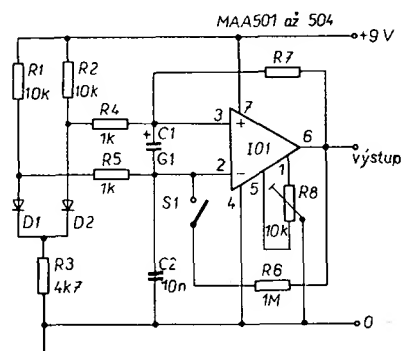 MAA501 až 504
+9V
R1
10k
R2
10k
R7
R4
1k
C1
+
G1
3
+
7
IO1
6
výstup
R5
1k
2
−
4
5
1
R8
10k
S1
D1
D2
C2
10n
R3
4k7
R6
1M
0